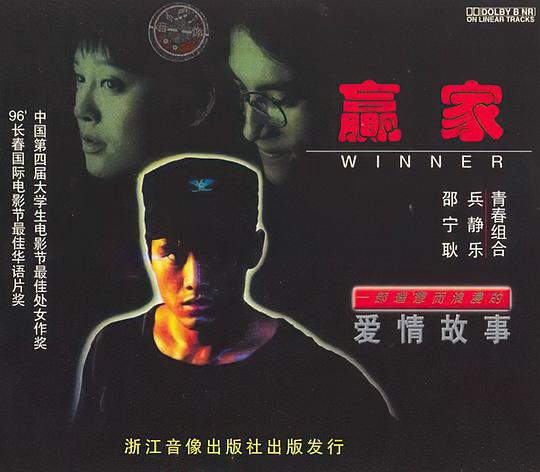 DOLBY B NR
ON LINEAR TRACKS
赢家
WINNER
邵兵
宁静
耿乐
青春组合
一部而浪漫的
爱情故事
中国第四届大学生电影节最佳处女作奖
96'长春国际电影节最佳华语片奖
浙江音像出版社出版发行